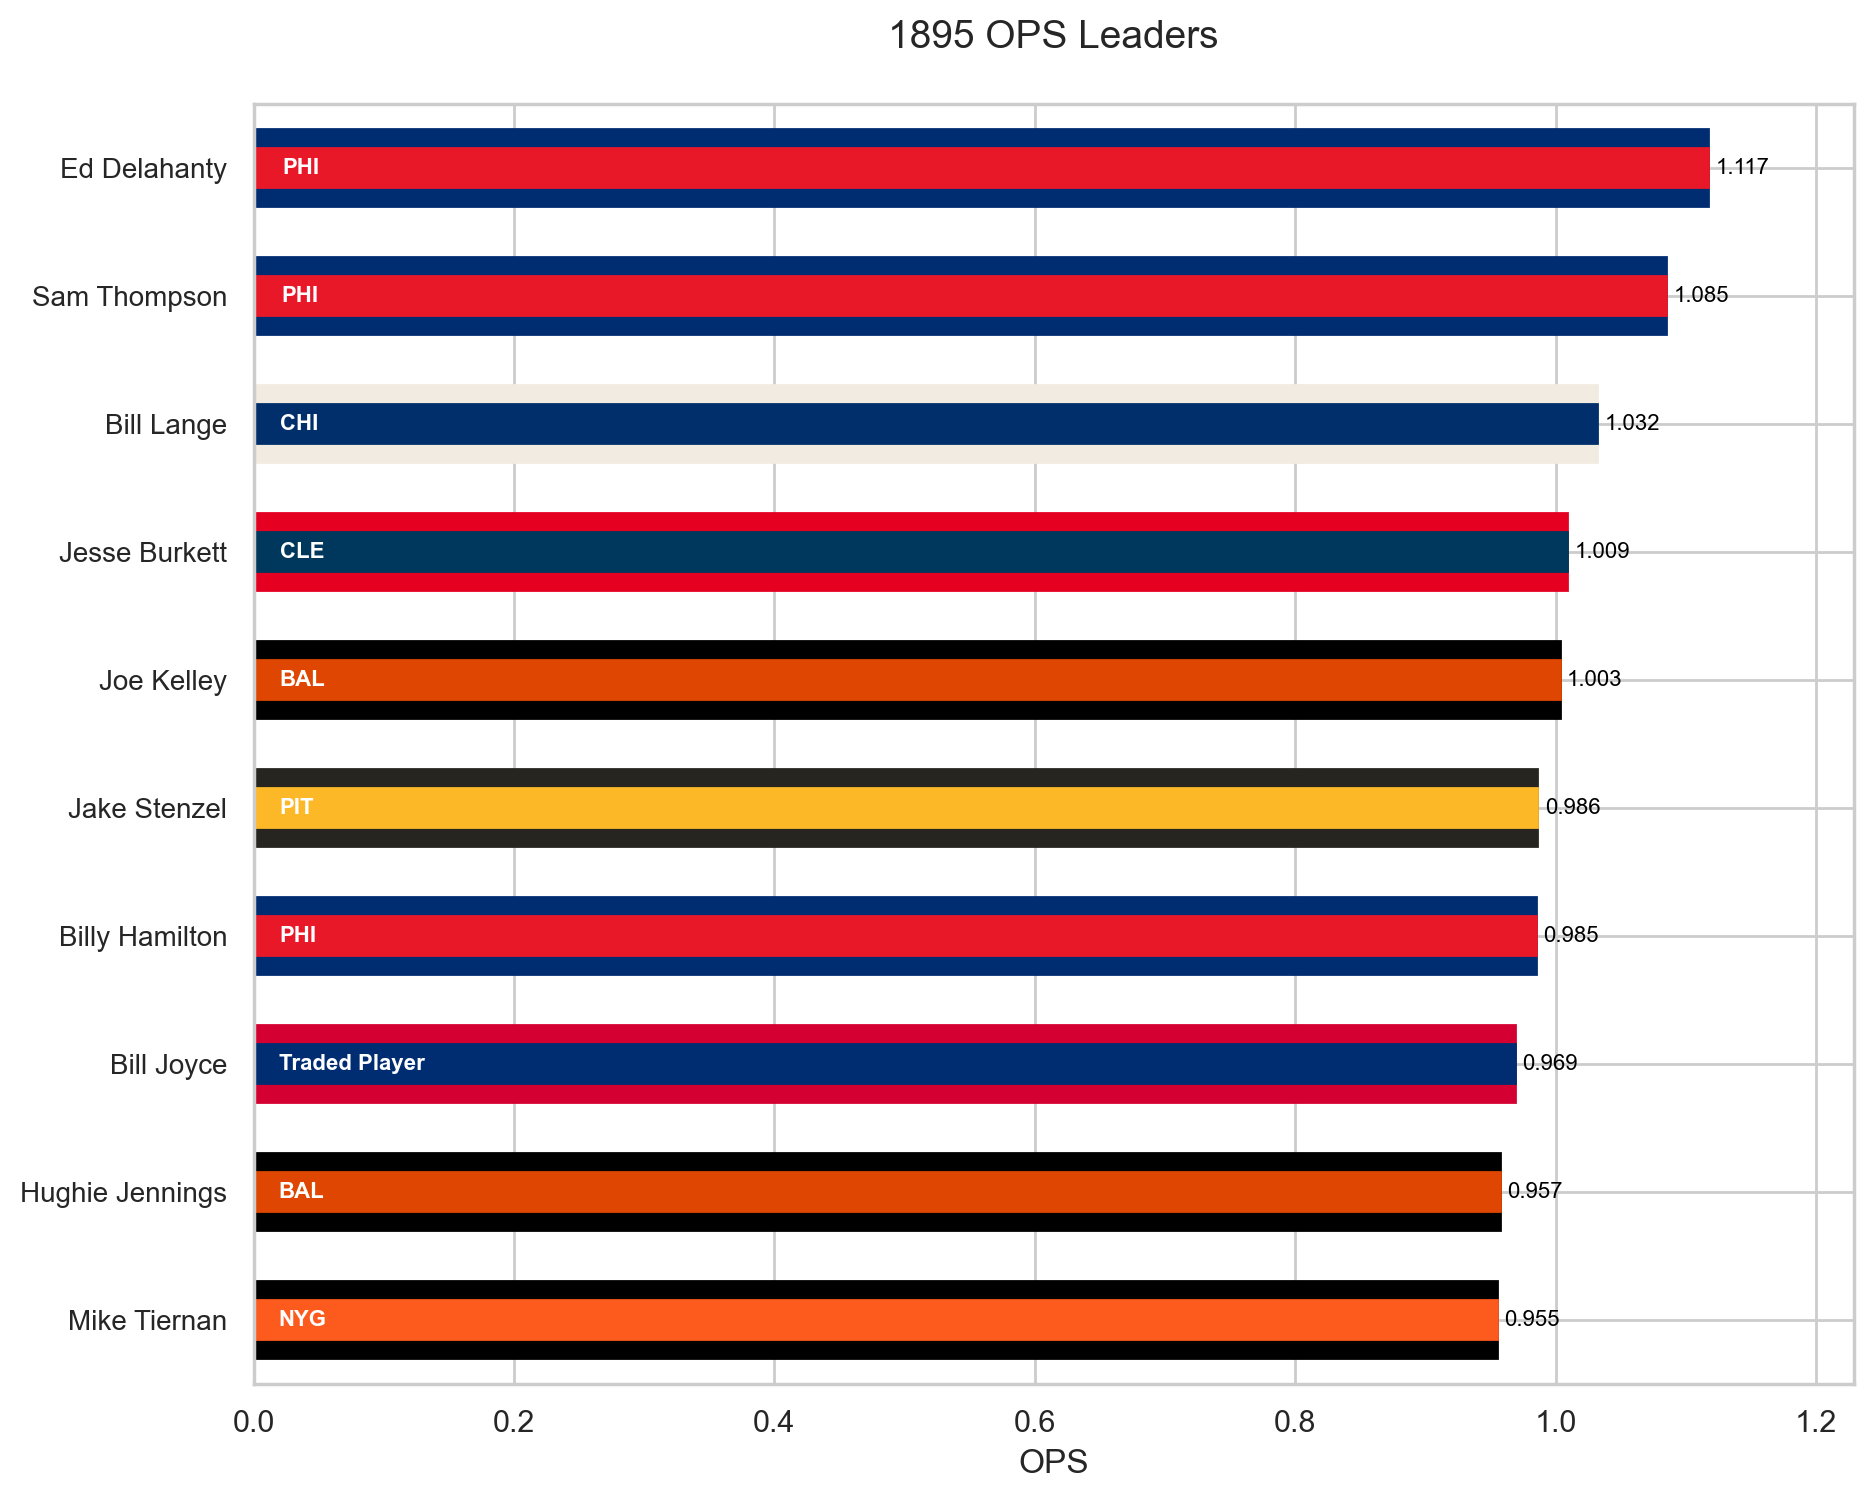 1895 OPS Leaders
Ed Delahanty PHI 1.117
Sam Thompson PHI 1.085
Bill Lange CHI 1.032
Jesse Burkett CLE 1.009
Joe Kelley BAL 1.003
Jake Stenzel PIT 0.986
Billy Hamilton PHI 0.985
Bill Joyce Traded Player 0.969
Hughie Jennings BAL 0.957
Mike Tiernan NYG 0.955
0.0 0.2 0.4 0.6 0.8 1.0 1.2
OPS